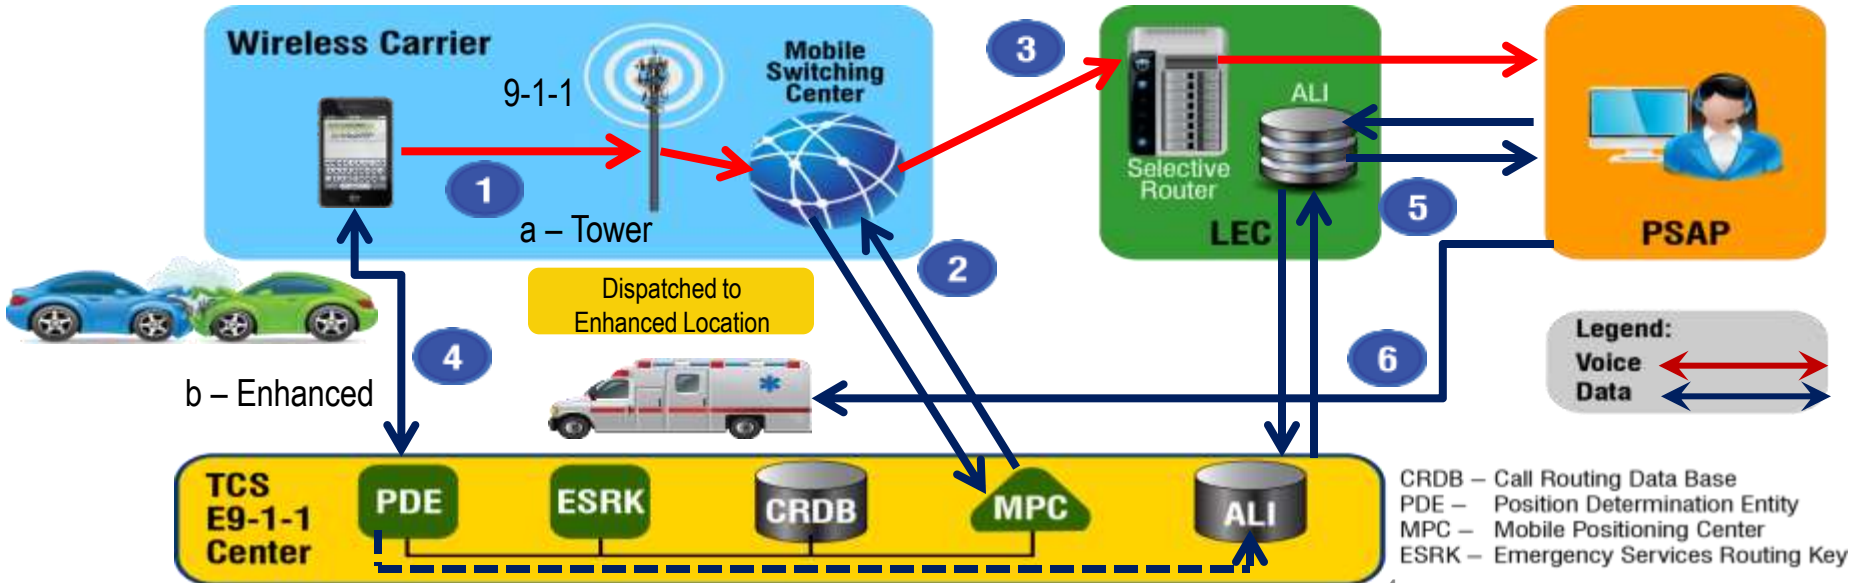 Wireless Carrier
9-1-1
Mobile
Switching
Center
3
ALI
Selective
Router
LEC
PSAP
1
a – Tower
2
5
Dispatched to
Enhanced Location
4
b – Enhanced
6
Legend:
Voice
Data
TCS
E9-1-1
Center
PDE
ESRK
CRDB
MPC
ALI
CRDB – Call Routing Data Base
PDE – Position Determination Entity
MPC – Mobile Positioning Center
ESRK – Emergency Services Routing Key